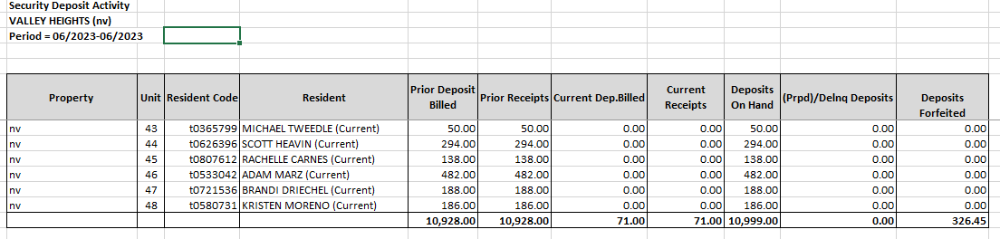 Security Deposit Activity
VALLEY HEIGHTS (nv)
Period = 06/2023-06/2023
Property Unit Resident Code Resident Prior Deposit Billed Prior Receipts Current Dep.Billed Current Receipts Deposits On Hand (Prpd)/Delnq Deposits Deposits Forfeited
nv 43 t0365799 MICHAEL TWEEDLE (Current) 50.00 50.00 0.00 0.00 50.00 0.00 0.00
nv 44 t0626396 SCOTT HEAVIN (Current) 294.00 294.00 0.00 0.00 294.00 0.00 0.00
nv 45 t0807612 RACHELLE CARNES (Current) 138.00 138.00 0.00 0.00 138.00 0.00 0.00
nv 46 t0533042 ADAM MARZ (Current) 482.00 482.00 0.00 0.00 482.00 0.00 0.00
nv 47 t0721536 BRANDI DRIECHEL (Current) 188.00 188.00 0.00 0.00 188.00 0.00 0.00
nv 48 t0580731 KRISTEN MORENO (Current) 186.00 186.00 0.00 0.00 186.00 0.00 0.00
10,928.00 10,928.00 71.00 71.00 10,999.00 0.00 326.45